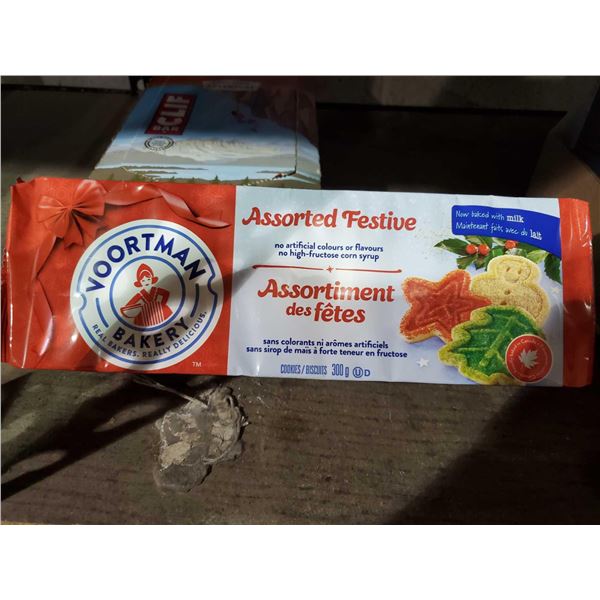 CLIF
BAR
VOORTMAN
BAKERY
REAL BAKERS. REALLY DELICIOUS.
TM
Assorted Festive
no artificial colours or flavours
no high-fructose corn syrup
Assortiment
des fêtes
sans colorants ni arômes artificiels
sans sirop de maïs à forte teneur en fructose
COOKIES / BISCUITS 300 g U D
Now baked with milk
Maintenant faits avec du lait